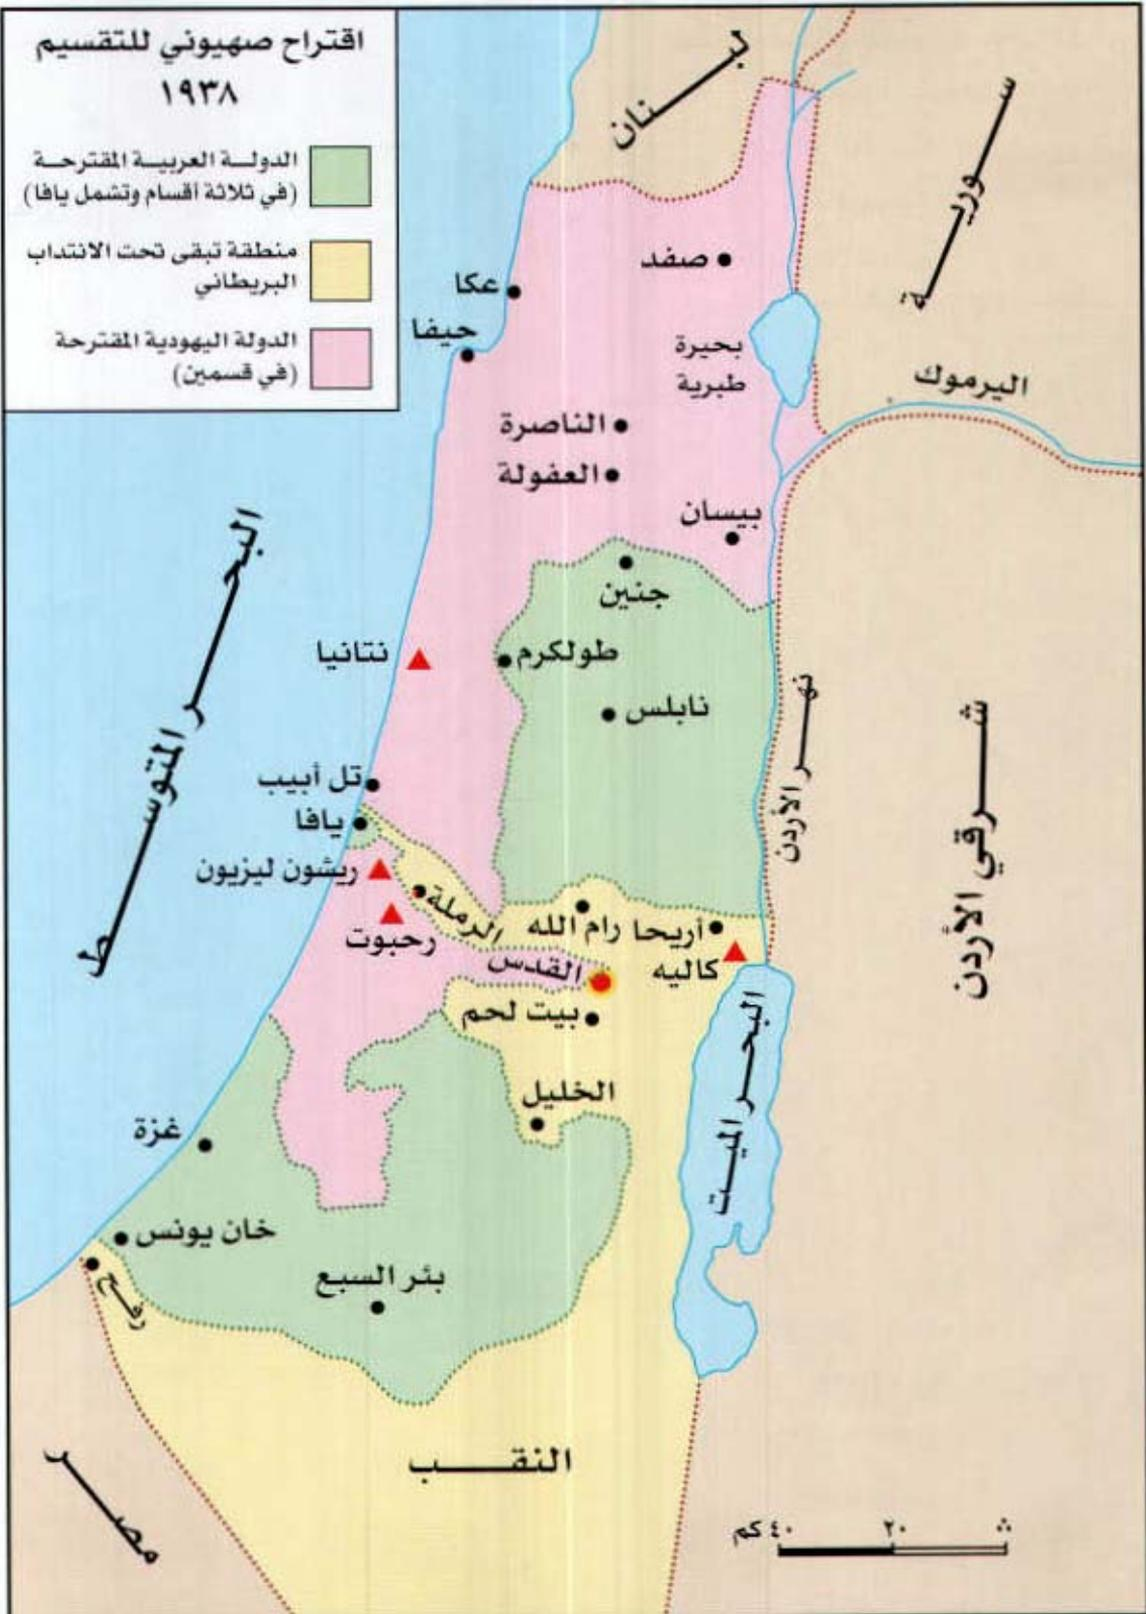 اقتراح صهيوني للتقسيم
١٩٣٨
الدولة العربية المقترحة
(في ثلاثة أقسام وتشمل يافا)
منطقة تبقى تحت الانتداب
البريطاني
الدولة اليهودية المقترحة
(في قسمين)
لبنان
سورية
صفد
عكا
حيفا
بحيرة
طبرية
اليرموك
الناصرة
العفولة
بيسان
جنين
البحر المتوسط
نتانيا
طولكرم
نابلس
نهر الأردن
شرقي الأردن
تل أبيب
يافا
ريشون ليزيون
الرملة
رحبوت
رام الله
أريحا
كاليه
القدس
بيت لحم
البحر الميت
الخليل
غزة
خان يونس
رفح
بئر السبع
النقب
مصر
٢٠
٤٠ كم